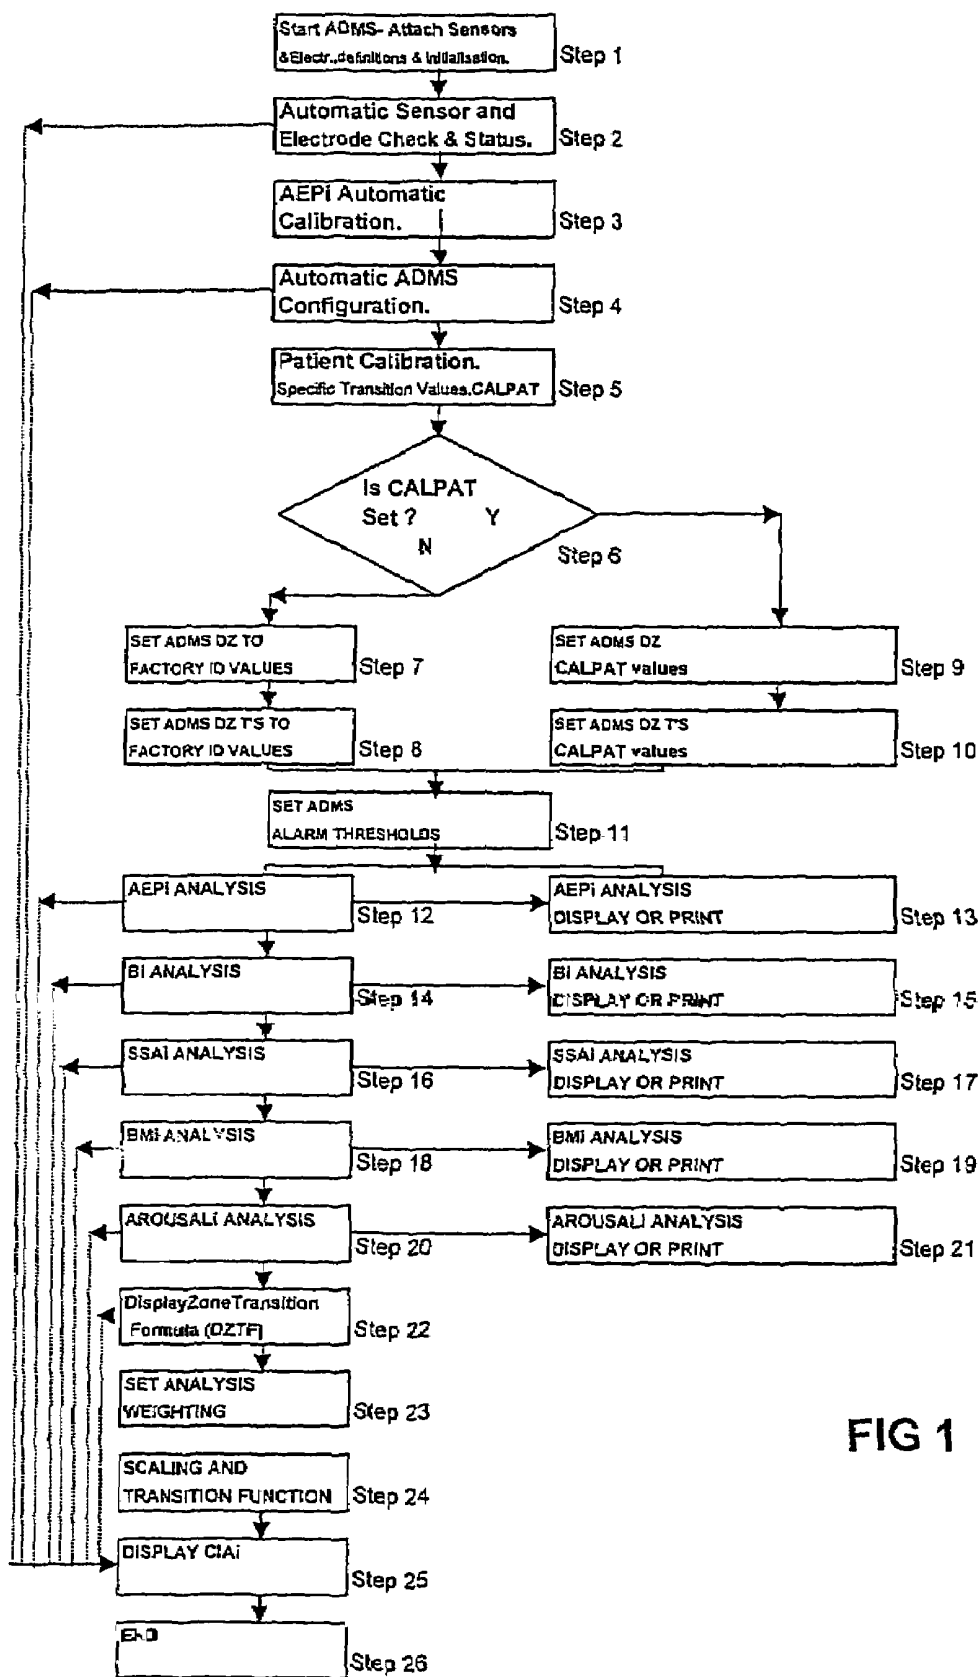 Start ADMS- Attach Sensors
&Electr.,definitions & Initialisation.
Step 1
Automatic Sensor and
Electrode Check & Status.
Step 2
AEPi Automatic
Calibration.
Step 3
Automatic ADMS
Configuration.
Step 4
Patient Calibration.
Specific Transition Values.CALPAT
Step 5
Is CALPAT
Set ? Y
N
Step 6
SET ADMS DZ TO
FACTORY ID VALUES
Step 7
SET ADMS DZ
CALPAT values
Step 9
SET ADMS DZ T'S TO
FACTORY ID VALUES
Step 8
SET ADMS DZ T'S
CALPAT values
Step 10
SET ADMS
ALARM THRESHOLDS
Step 11
AEPi ANALYSIS
Step 12
AEPi ANALYSIS
DISPLAY OR PRINT
Step 13
BI ANALYSIS
Step 14
BI ANALYSIS
DISPLAY OR PRINT
Step 15
SSAi ANALYSIS
Step 16
SSAi ANALYSIS
DISPLAY OR PRINT
Step 17
BMi ANALYSIS
Step 18
BMi ANALYSIS
DISPLAY OR PRINT
Step 19
AROUSALi ANALYSIS
Step 20
AROUSALi ANALYSIS
DISPLAY OR PRINT
Step 21
DisplayZoneTransition
Formula (DZTF)
Step 22
SET ANALYSIS
WEIGHTING
Step 23
SCALING AND
TRANSITION FUNCTION
Step 24
DISPLAY CIAi
Step 25
END
Step 26
FIG 1